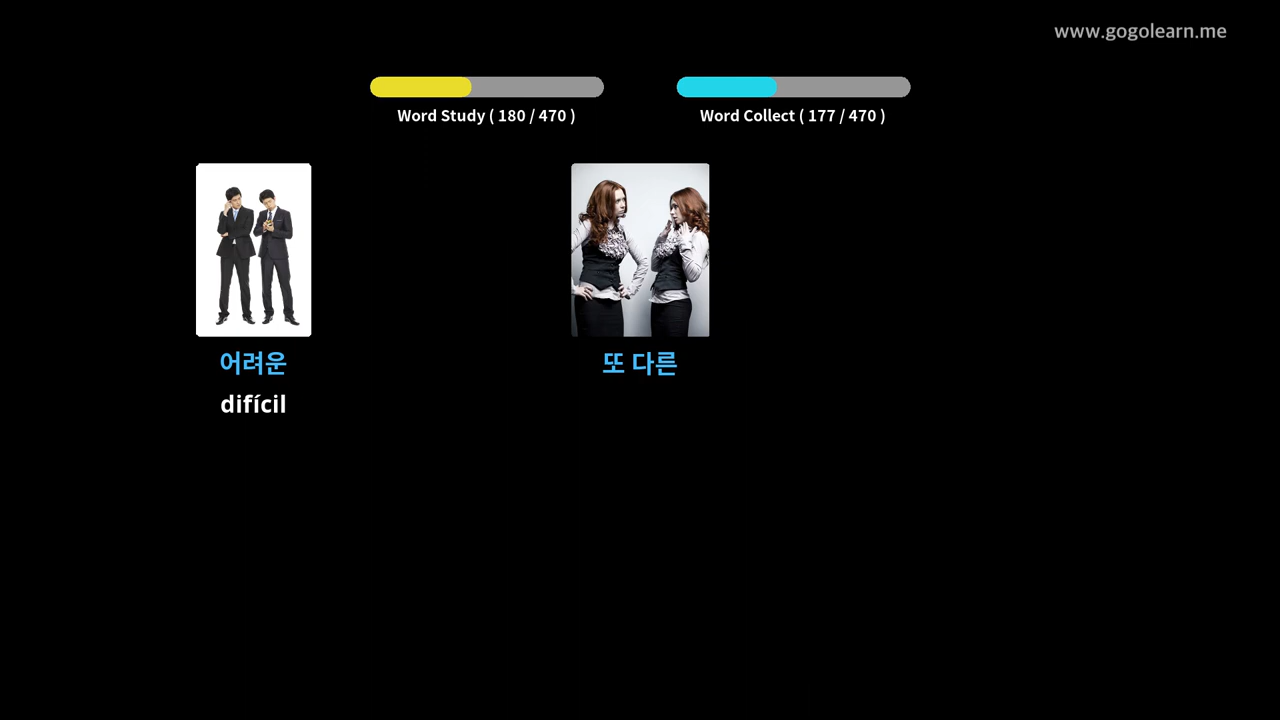 www.gogolearn.me
Word Study ( 180 / 470 )
Word Collect ( 177 / 470 )
어려운
difícil
또 다른